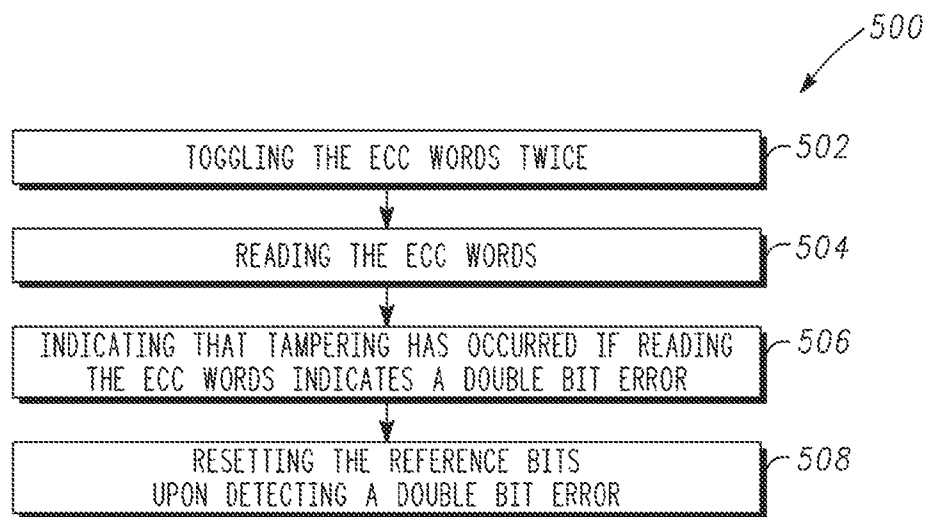 500
TOGGLING THE ECC WORDS TWICE
502
READING THE ECC WORDS
504
INDICATING THAT TAMPERING HAS OCCURRED IF READING
THE ECC WORDS INDICATES A DOUBLE BIT ERROR
506
RESETTING THE REFERENCE BITS
UPON DETECTING A DOUBLE BIT ERROR
508